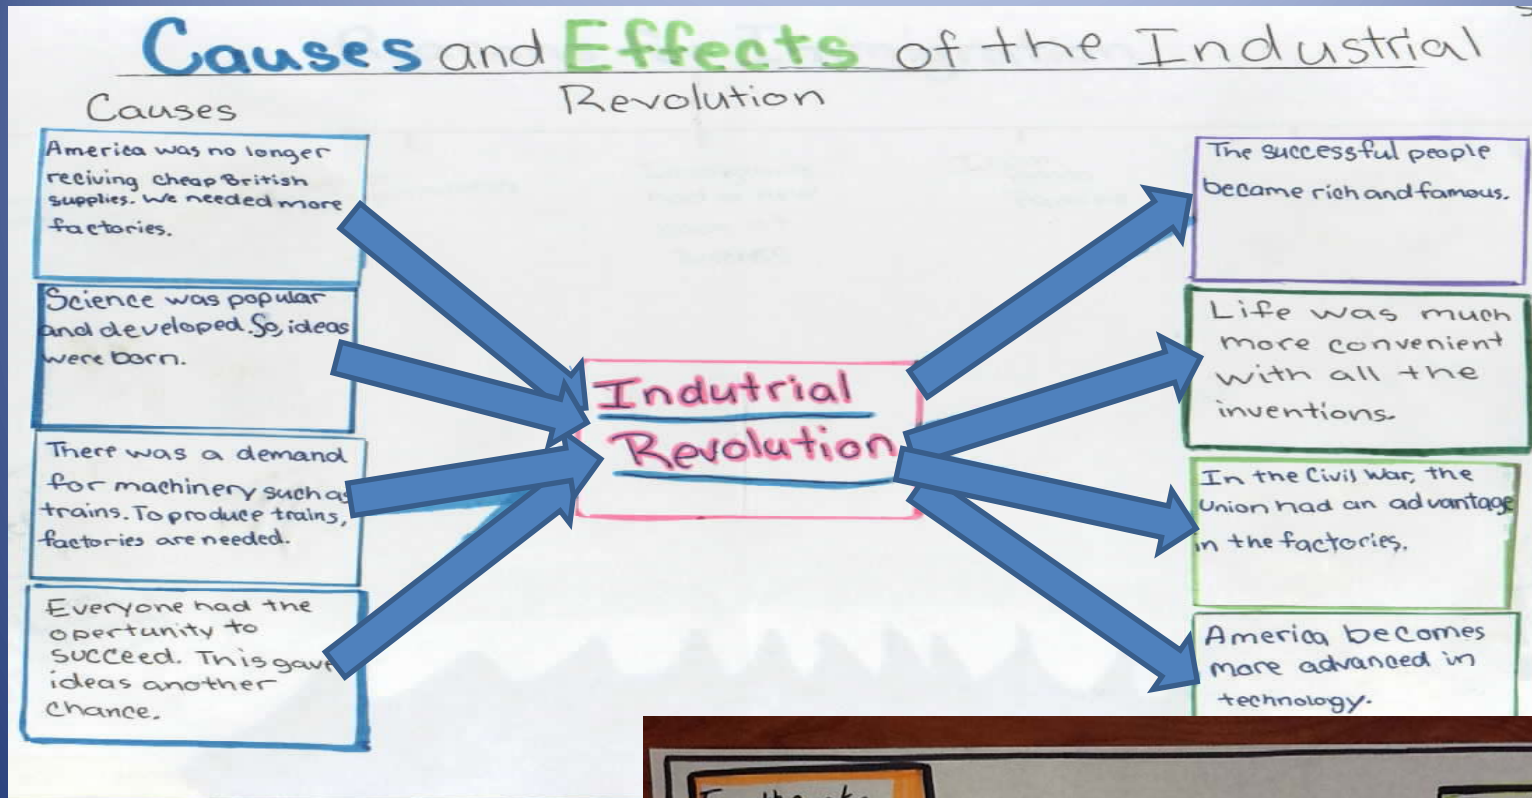 Causes and Effects of the Industrial
Revolution
Causes
America was no longer
reciving cheap British
supplies. We needed more
factories.
Science was popular
and developed. So, ideas
were born.
There was a demand
for machinery such as
trains. To produce trains,
factories are needed.
Everyone had the
opertunity to
succeed. This gave
ideas another
chance.
Indutrial
Revolution
The successful people
became rich and famous.
Life was much
more convenient
with all the
inventions.
In the Civil War, the
Union had an advantage
in the factories.
America becomes
more advanced in
technology.